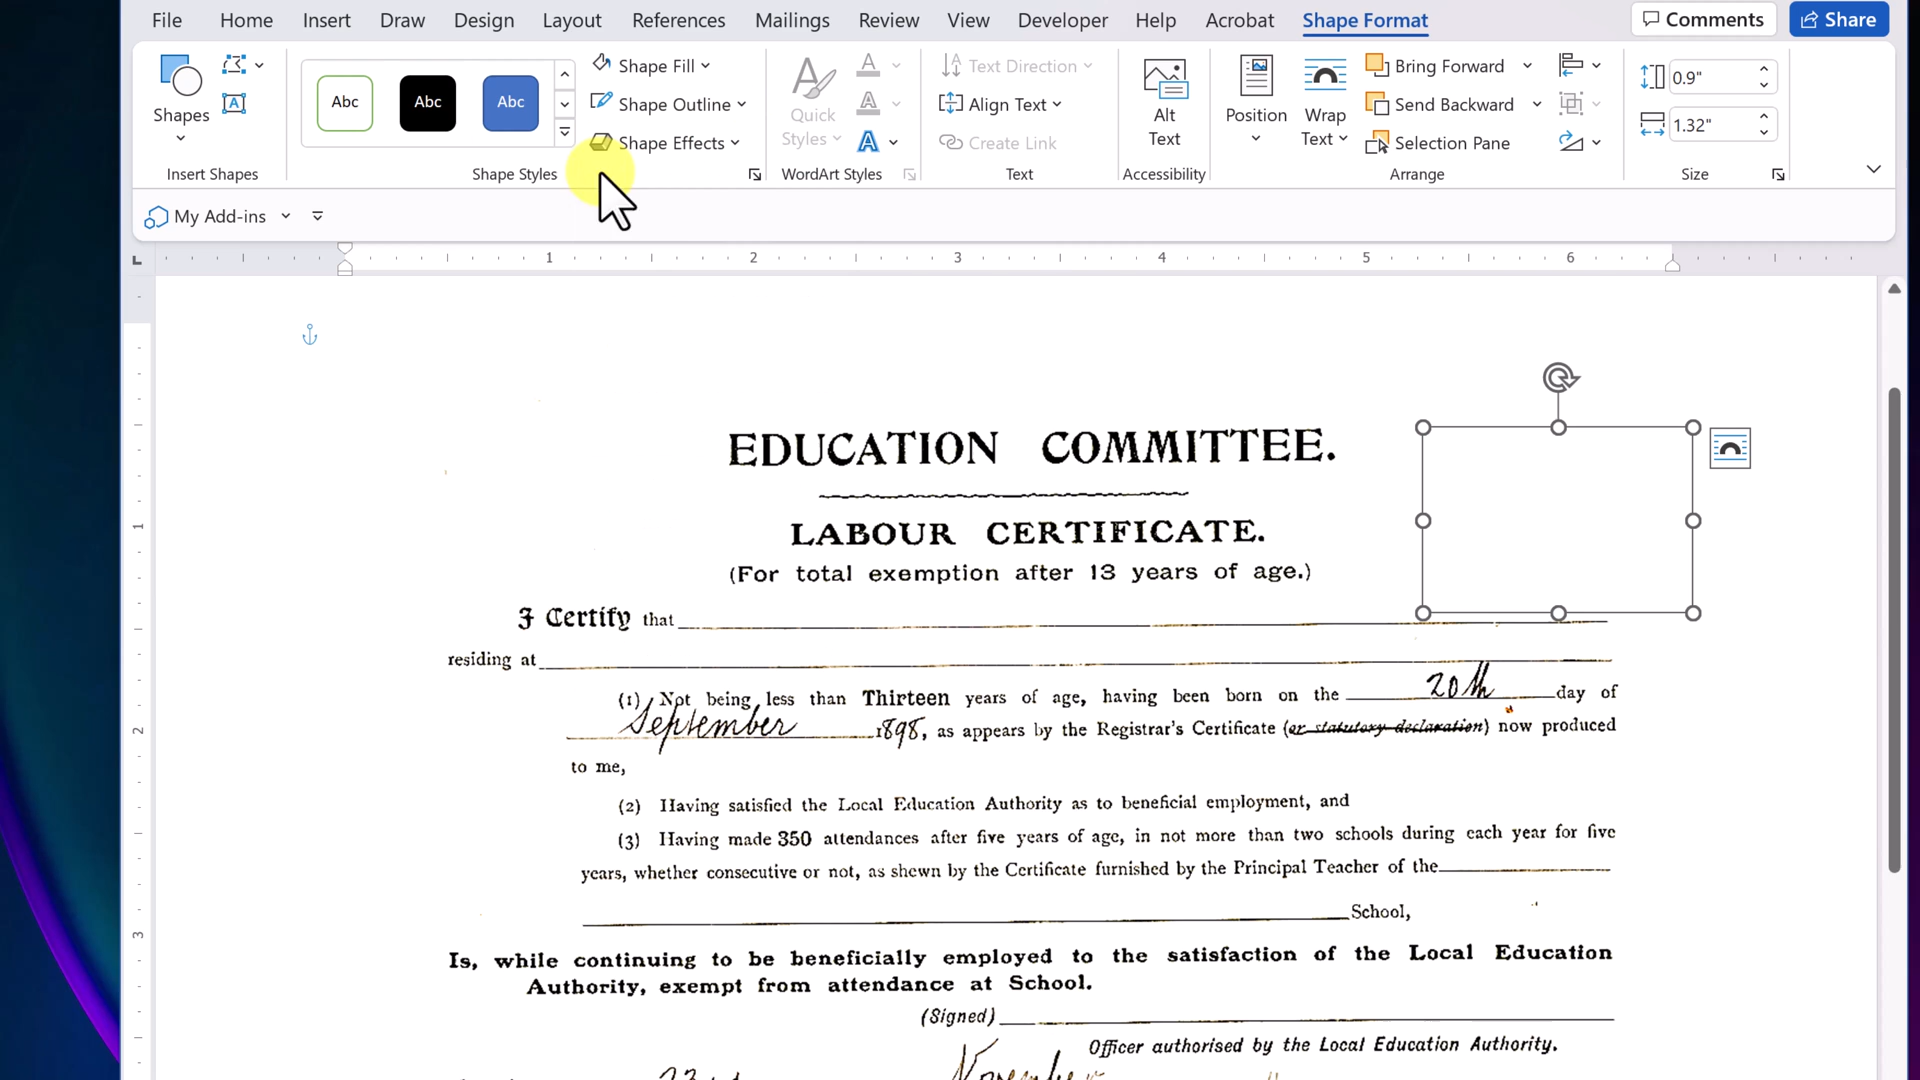 File Home Insert Draw Design Layout References Mailings Review View Developer Help Acrobat Shape Format Comments Share
Shapes Abc Abc Abc Shape Fill Shape Outline Shape Effects Quick Styles Text Direction Align Text Create Link Alt Text Position Wrap Text Bring Forward Send Backward Selection Pane 0.9" 1.32"
Insert Shapes Shape Styles WordArt Styles Text Accessibility Arrange Size
My Add-ins
1 2 3 4 5 6
EDUCATION COMMITTEE.
LABOUR CERTIFICATE.
(For total exemption after 13 years of age.)
I Certify that
residing at
(1) Not being less than Thirteen years of age, having been born on the 20th day of
September 1898, as appears by the Registrar's Certificate (or statutory declaration) now produced
to me,
(2) Having satisfied the Local Education Authority as to beneficial employment, and
(3) Having made 350 attendances after five years of age, in not more than two schools during each year for five
years, whether consecutive or not, as shewn by the Certificate furnished by the Principal Teacher of the
School,
Is, while continuing to be beneficially employed to the satisfaction of the Local Education
Authority, exempt from attendance at School.
(Signed)
Officer authorised by the Local Education Authority.
November
1
2
3